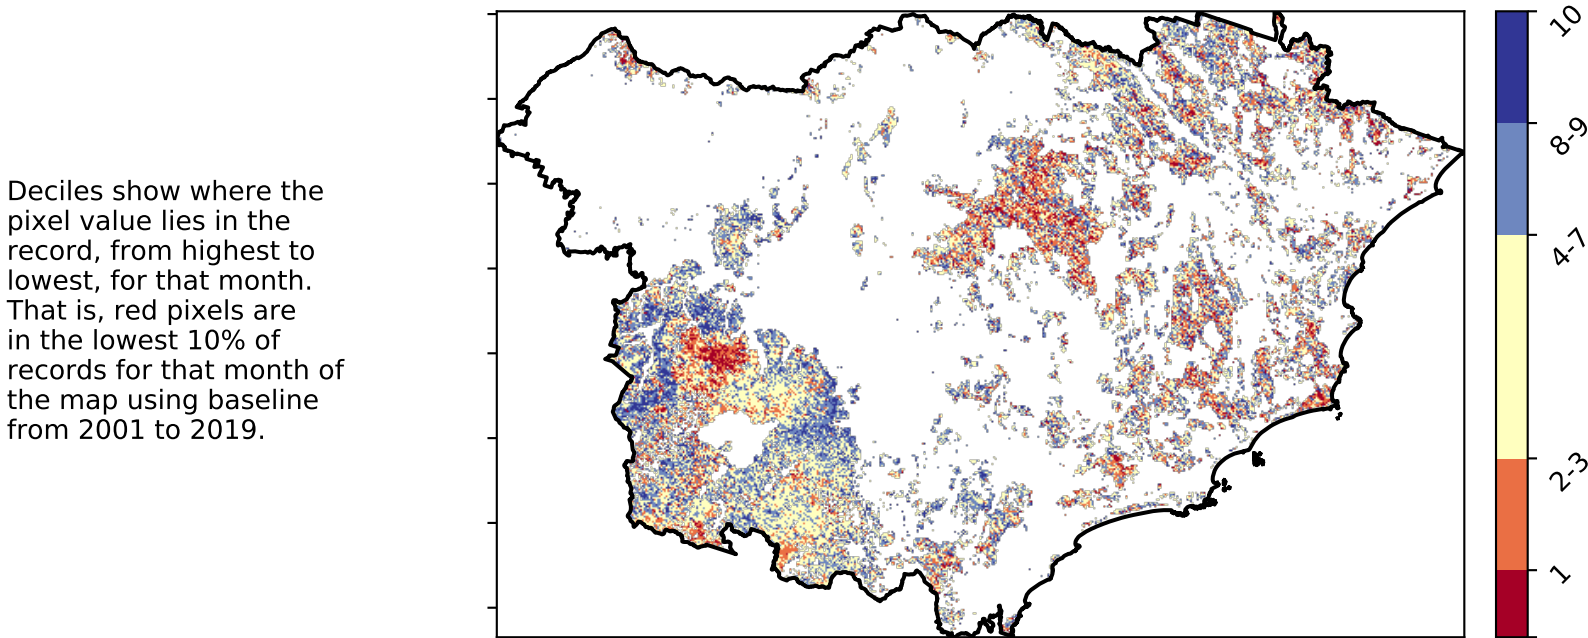 Deciles show where the
pixel value lies in the
record, from highest to
lowest, for that month.
That is, red pixels are
in the lowest 10% of
records for that month of
the map using baseline
from 2001 to 2019.
10
8-9
4-7
2-3
1